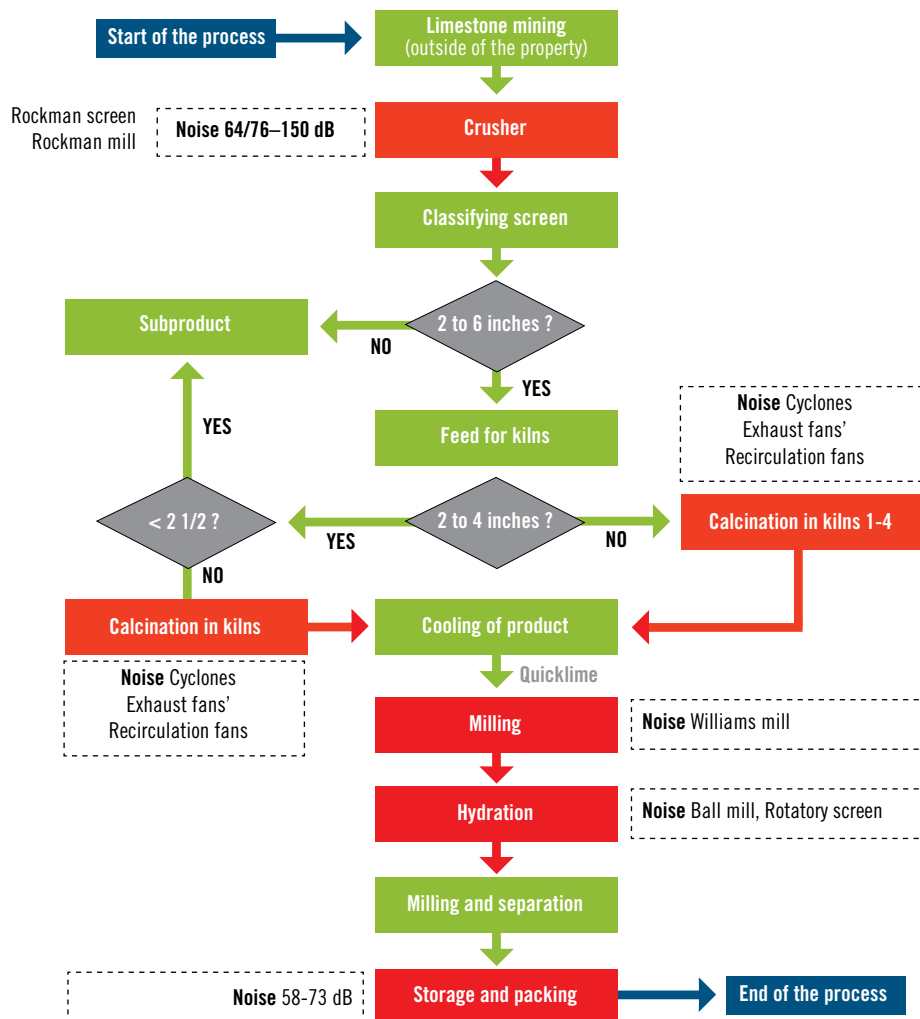 Start of the process
Limestone mining
(outside of the property)
Rockman screen
Rockman mill
Noise 64/76–150 dB
Crusher
Classifying screen
Subproduct
2 to 6 inches ?
NO
YES
YES
Feed for kilns
Noise Cyclones
Exhaust fans'
Recirculation fans
< 2 1/2 ?
YES
2 to 4 inches ?
NO
Calcination in kilns 1-4
NO
Calcination in kilns
Cooling of product
Noise Cyclones
Exhaust fans'
Recirculation fans
Quicklime
Milling
Noise Williams mill
Hydration
Noise Ball mill, Rotatory screen
Milling and separation
Noise 58-73 dB
Storage and packing
End of the process